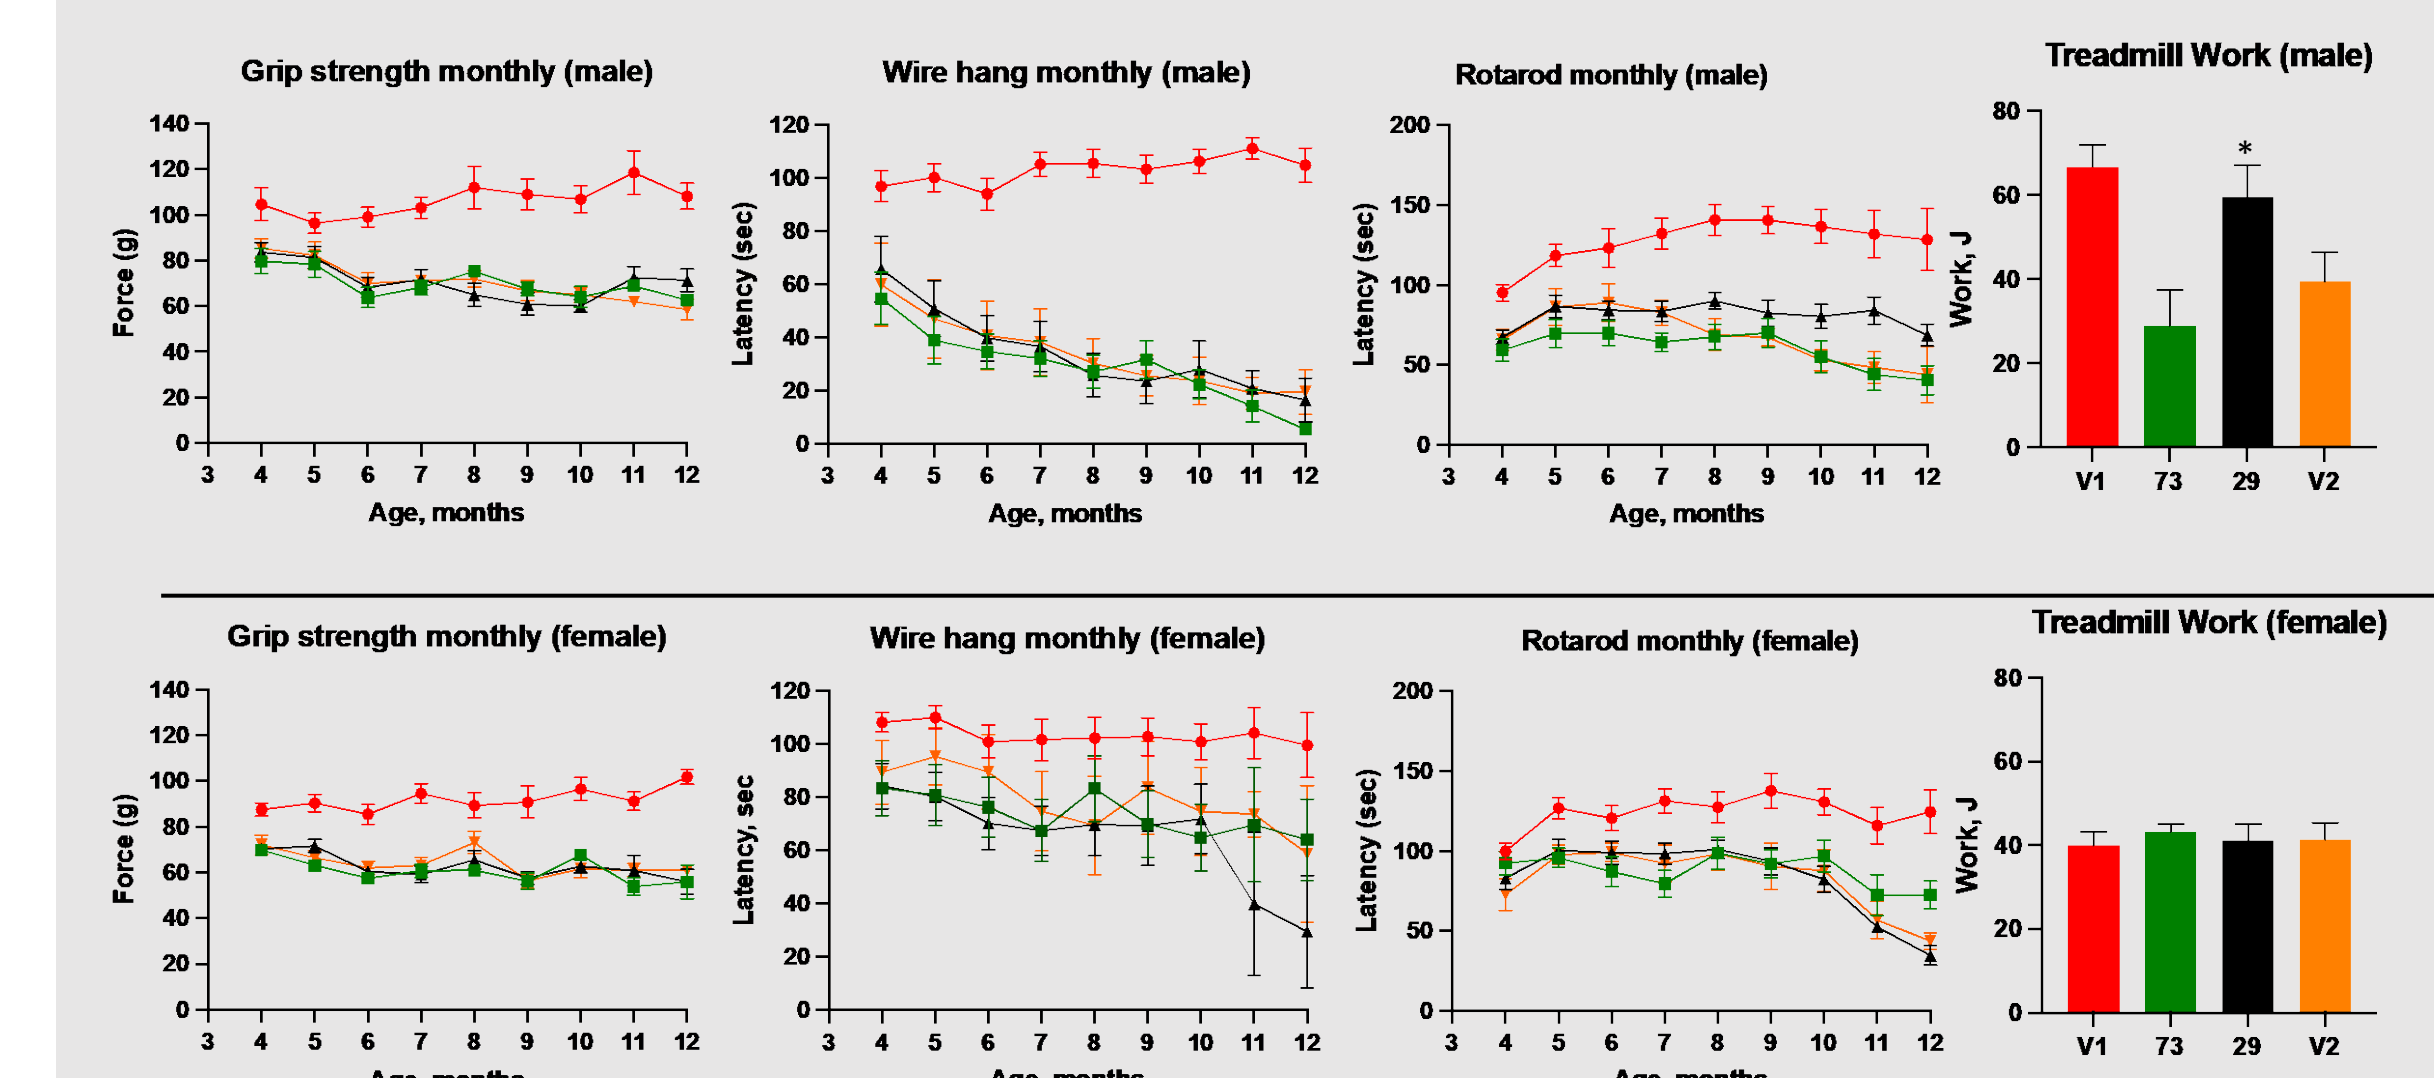 Grip strength monthly (male)
Force (g)
140
120
100
80
60
40
20
0
3 4 5 6 7 8 9 10 11 12
Age, months
Wire hang monthly (male)
Latency (sec)
120
100
80
60
40
20
0
3 4 5 6 7 8 9 10 11 12
Age, months
Rotarod monthly (male)
Latency (sec)
200
150
100
50
0
3 4 5 6 7 8 9 10 11 12
Age, months
Treadmill Work (male)
Work, J
80
60
40
20
0
*
V1 73 29 V2
Grip strength monthly (female)
Force (g)
140
120
100
80
60
40
20
0
3 4 5 6 7 8 9 10 11 12
Age, months
Wire hang monthly (female)
Latency, sec
120
100
80
60
40
20
0
3 4 5 6 7 8 9 10 11 12
Age, months
Rotarod monthly (female)
Latency (sec)
200
150
100
50
0
3 4 5 6 7 8 9 10 11 12
Age, months
Treadmill Work (female)
Work, J
80
60
40
20
0
V1 73 29 V2